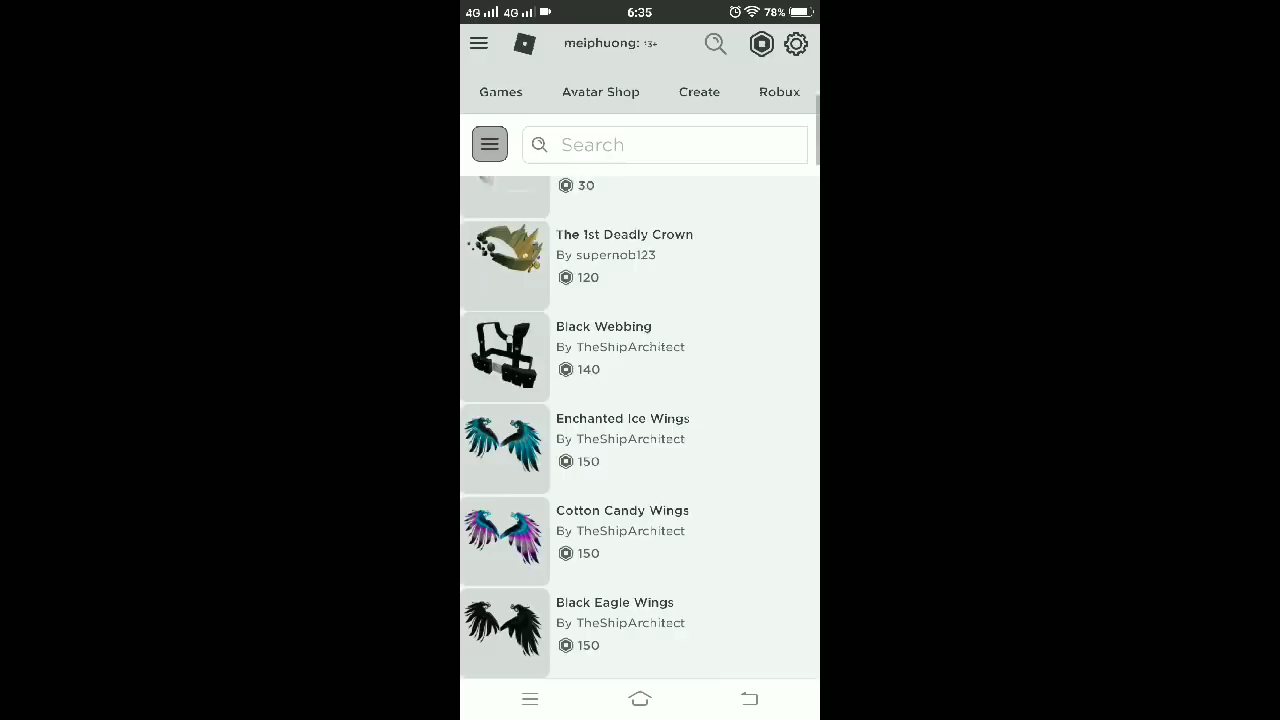 4G 4G 6:35 78%
meiphuong: 13+
Games Avatar Shop Create Robux
Search
30
The 1st Deadly Crown
By supernob123
120
Black Webbing
By TheShipArchitect
140
Enchanted Ice Wings
By TheShipArchitect
150
Cotton Candy Wings
By TheShipArchitect
150
Black Eagle Wings
By TheShipArchitect
150